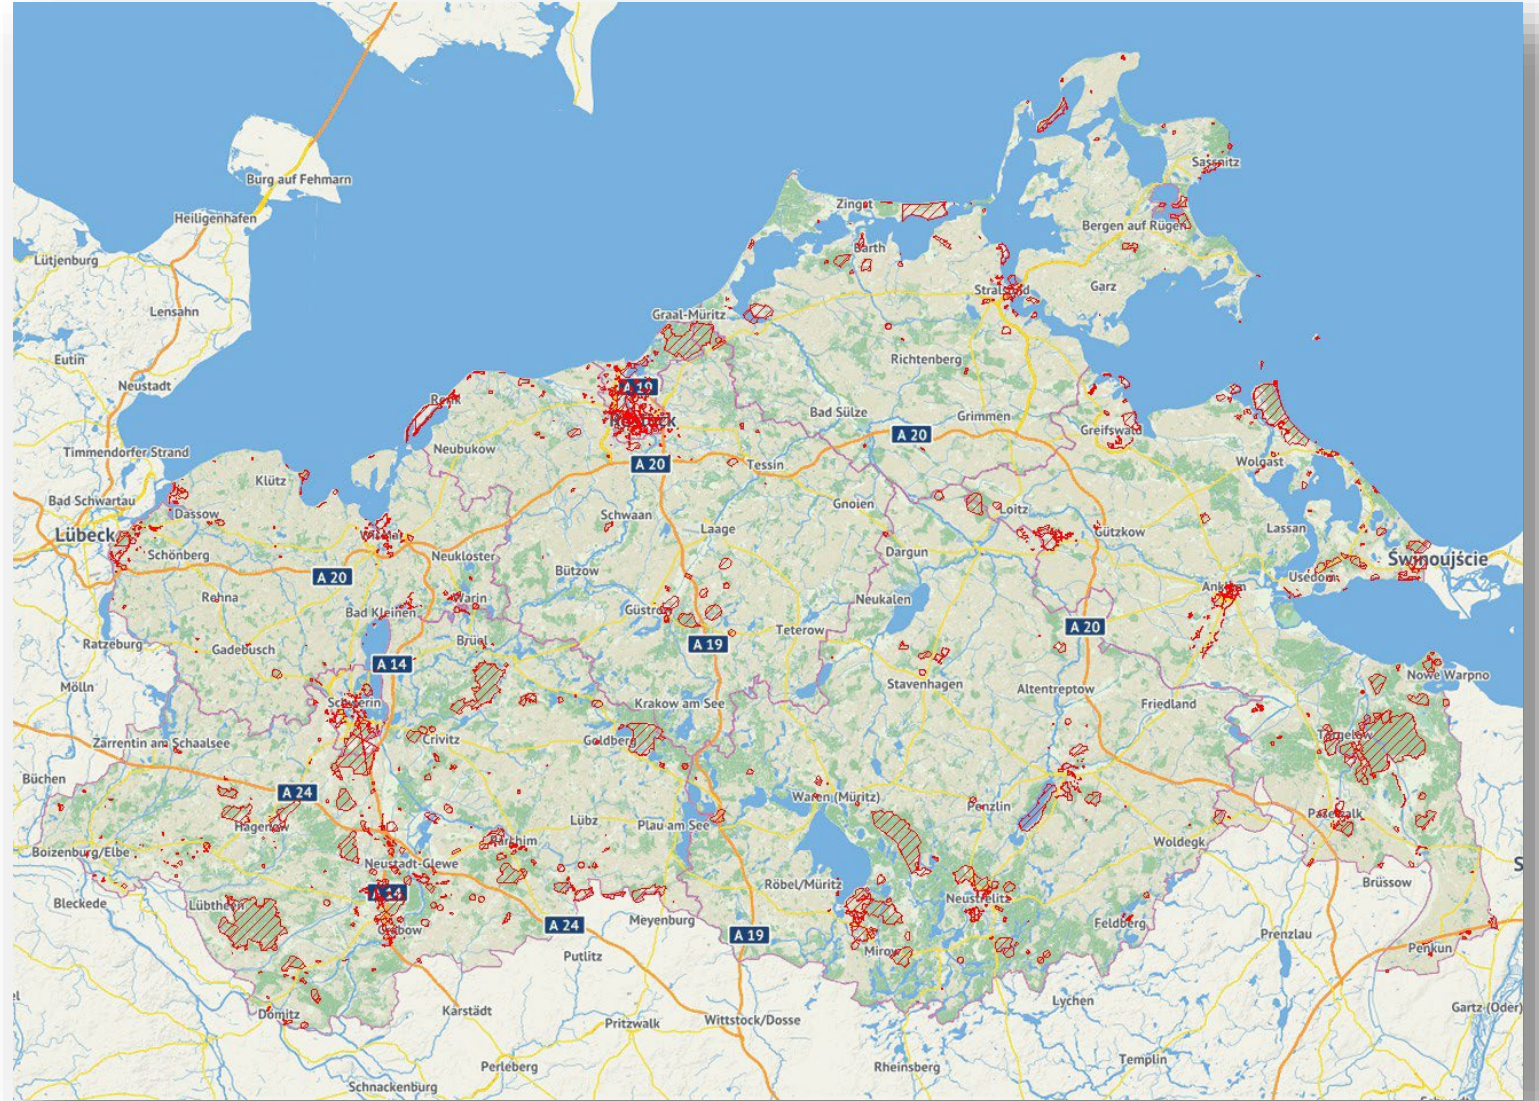 Burg auf Fehmarn
Sassnitz
Heiligenhafen
Zingst
Bergen auf Rügen
Barth
Lütjenburg
Stralsund
Garz
Lensahn
Graal-Müritz
Eutin
Richtenberg
Neustadt
A 19
Rerik
Bad Sülze
Grimmen
Rostock
Greifswald
A 20
Neubukow
Timmendorfer Strand
A 20
Tessin
Wolgast
Klütz
Bad Schwartau
Gnoien
Loitz
Dassow
Schwaan
Laage
Lassan
Lübeck
Wismar
Gützkow
Schönberg
Neukloster
Dargun
Świnoujście
A 20
Bützow
Usedom
Rehna
Warin
Neukalen
Anklam
Bad Kleinen
Güstrow
A 20
Teterow
Ratzeburg
Gadebusch
Brüel
A 19
A 14
Mölln
Stavenhagen
Altentreptow
Nowe Warpno
Schwerin
Krakow am See
Friedland
Zarrentin am Schaalsee
Crivitz
Goldberg
Torgelow
Büchen
A 24
Waren (Müritz)
Penzlin
Hagenow
Lübz
Plau am See
Pasewalk
Parchim
Woldegk
Boizenburg/Elbe
Neustadt-Glewe
Röbel/Müritz
Brüssow
Bleckede
Lübtheen
A 14
Neustrelitz
Meyenburg
Feldberg
Grabow
A 24
A 19
Prenzlau
Mirow
Penkun
Putlitz
Lychen
Dömitz
Karstädt
Pritzwalk
Wittstock/Dosse
Gartz (Oder)
Perleberg
Rheinsberg
Templin
Schnackenburg